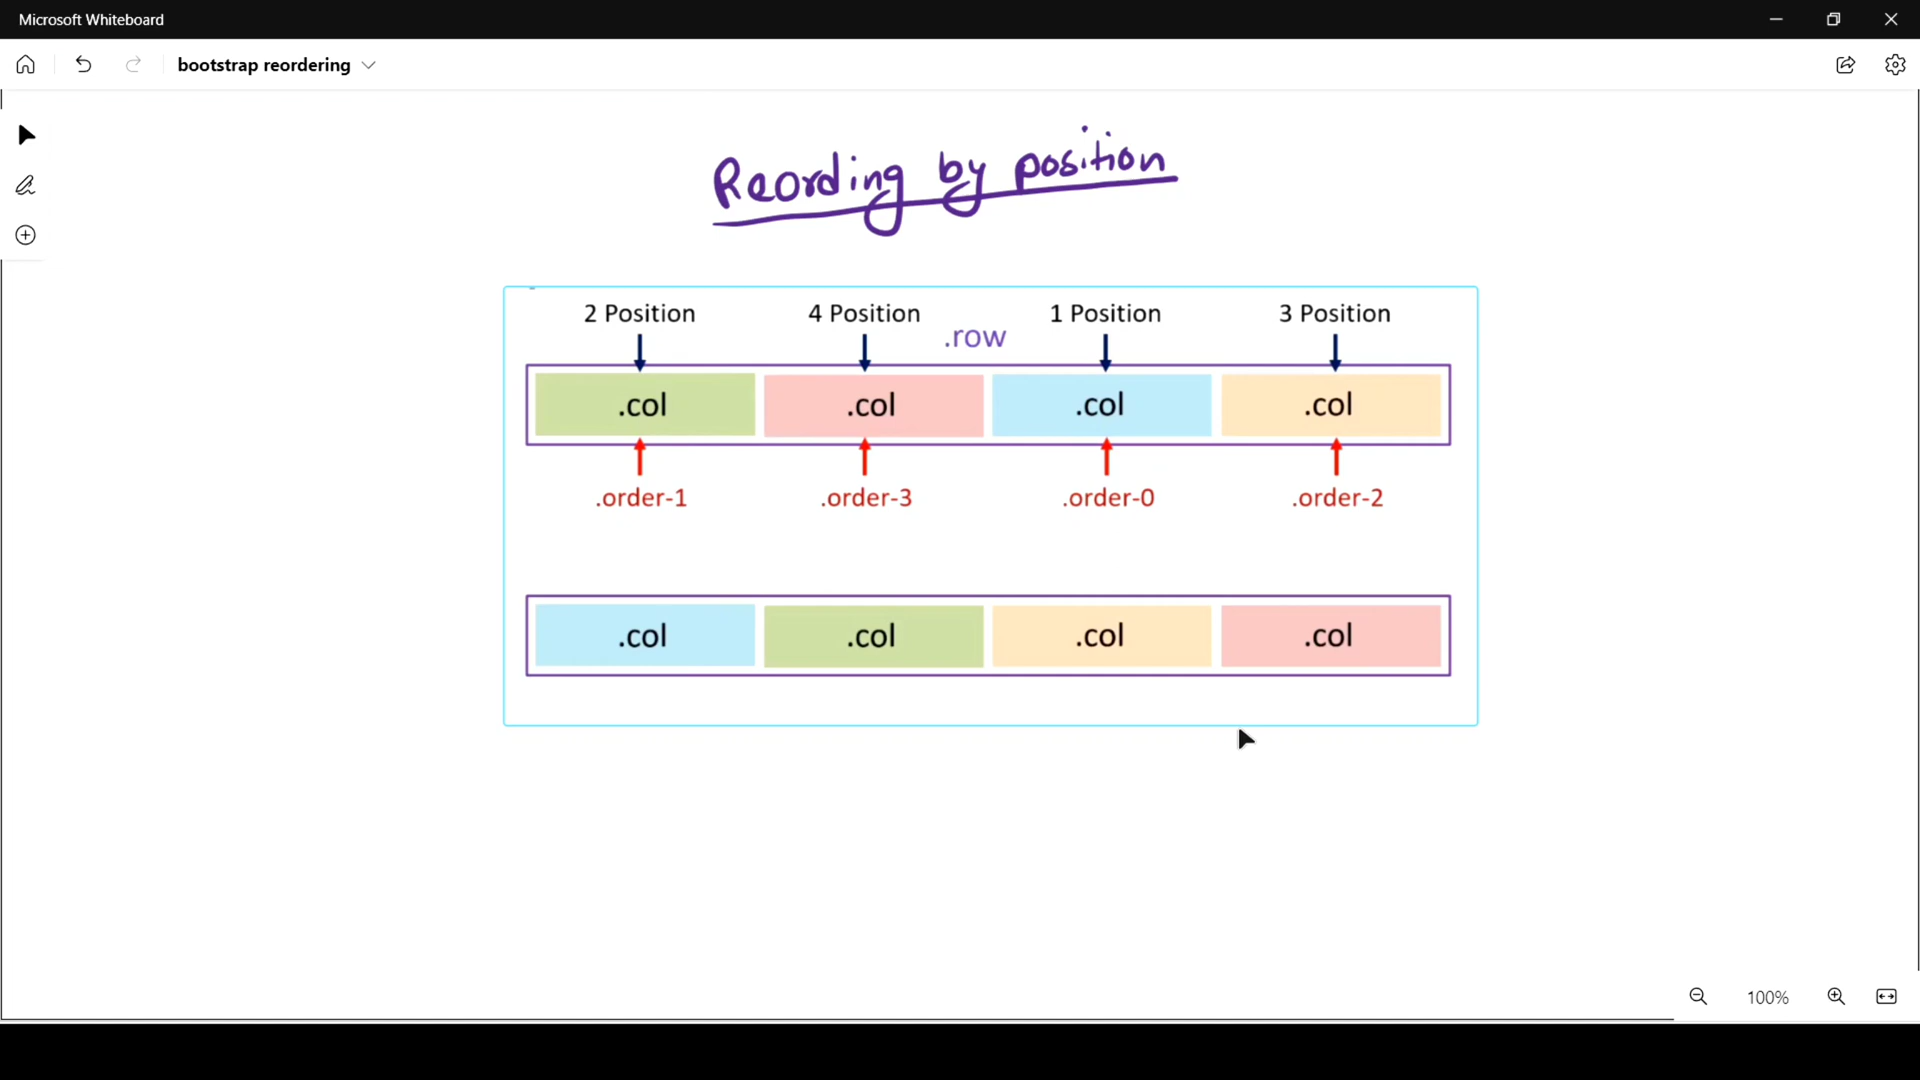 Microsoft Whiteboard
bootstrap reordering
Reording by position
2 Position 4 Position 1 Position 3 Position
.row
.col .col .col .col
.order-1 .order-3 .order-0 .order-2
.col .col .col .col
100%